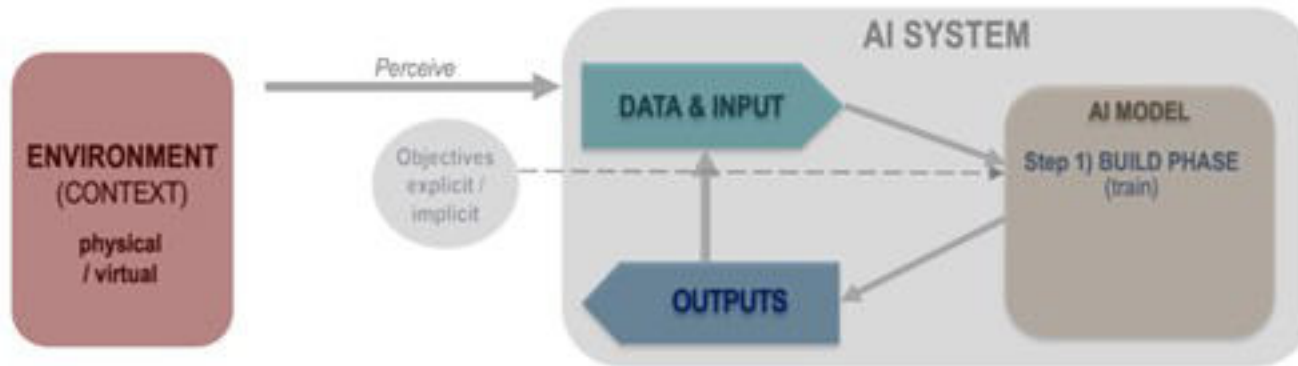 AI SYSTEM
Perceive
DATA & INPUT
AI MODEL
ENVIRONMENT
(CONTEXT)
Objectives
explicit /
implicit
Step 1) BUILD PHASE
(train)
physical
/ virtual
OUTPUTS